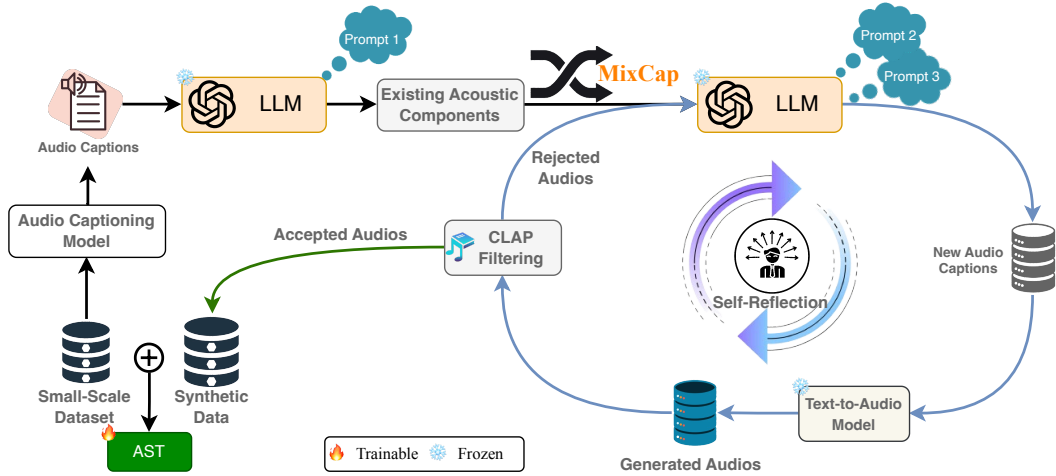 Prompt 1
Prompt 2
Prompt 3
LLM
Existing Acoustic
Components
MixCap
LLM
Audio Captions
Rejected
Audios
Audio Captioning
Model
Accepted Audios
CLAP
Filtering
New Audio
Captions
Self-Reflection
Small-Scale
Dataset
Synthetic
Data
Text-to-Audio
Model
AST
Trainable
Frozen
Generated Audios